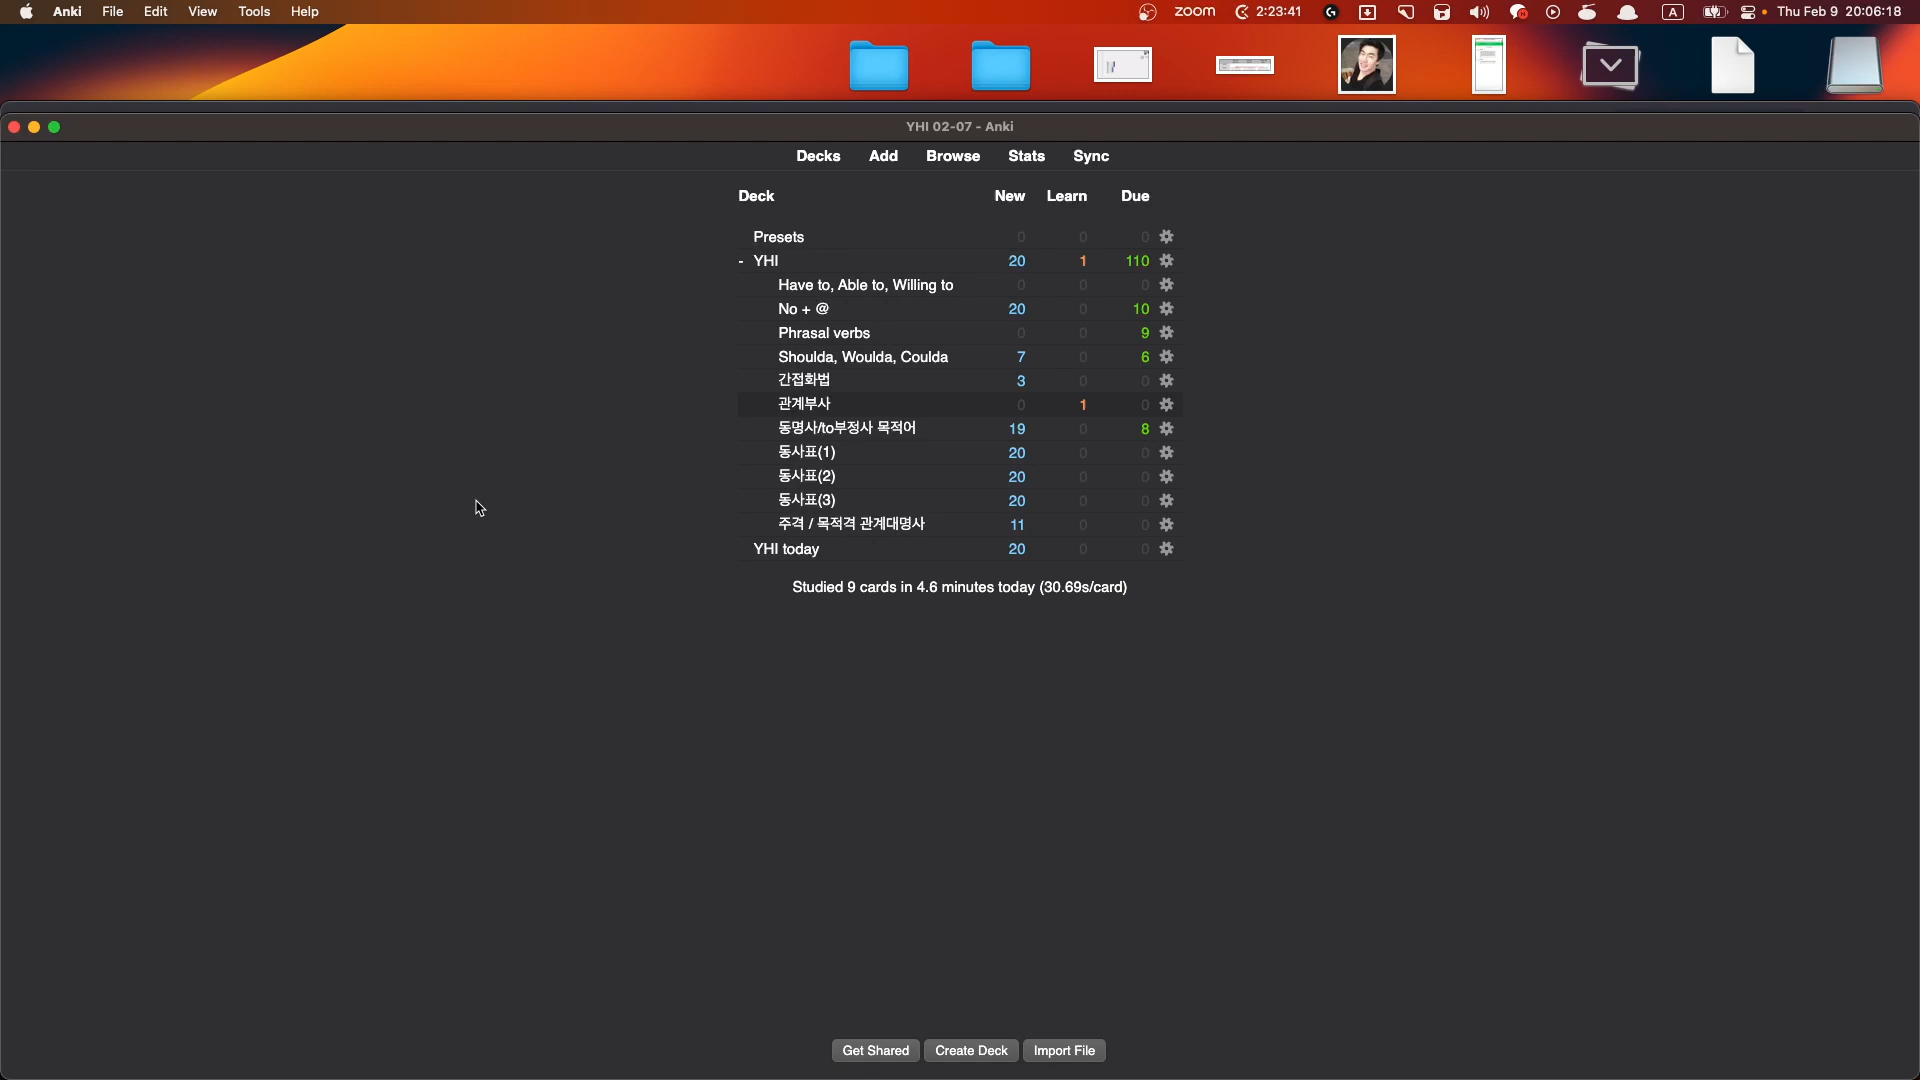 Anki File Edit View Tools Help zoom 2:23:41 A Thu Feb 9 20:06:18
YHI 02-07 - Anki
Decks Add Browse Stats Sync
Deck New Learn Due
Presets 0 0 0
- YHI 20 1 110
Have to, Able to, Willing to 0 0 0
No + @ 20 0 10
Phrasal verbs 0 0 9
Shoulda, Woulda, Coulda 7 0 6
간접화법 3 0 0
관계부사 0 1 0
동명사/to부정사 목적어 19 0 8
동사표(1) 20 0 0
동사표(2) 20 0 0
동사표(3) 20 0 0
주격 / 목적격 관계대명사 11 0 0
YHI today 20 0 0
Studied 9 cards in 4.6 minutes today (30.69s/card)
Get Shared Create Deck Import File